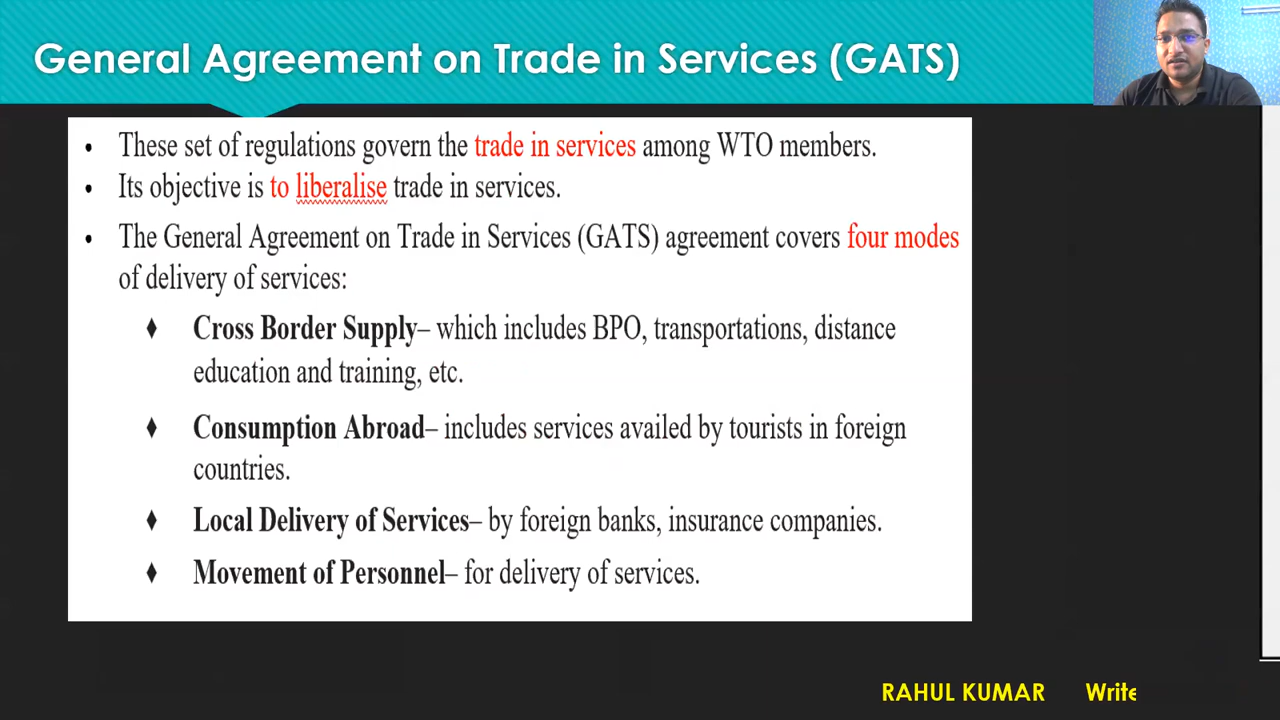 General Agreement on Trade in Services (GATS)
• These set of regulations govern the trade in services among WTO members.
• Its objective is to liberalise trade in services.
• The General Agreement on Trade in Services (GATS) agreement covers four modes
of delivery of services:
♦ Cross Border Supply– which includes BPO, transportations, distance
education and training, etc.
♦ Consumption Abroad– includes services availed by tourists in foreign
countries.
♦ Local Delivery of Services– by foreign banks, insurance companies.
♦ Movement of Personnel– for delivery of services.
RAHUL KUMAR Write